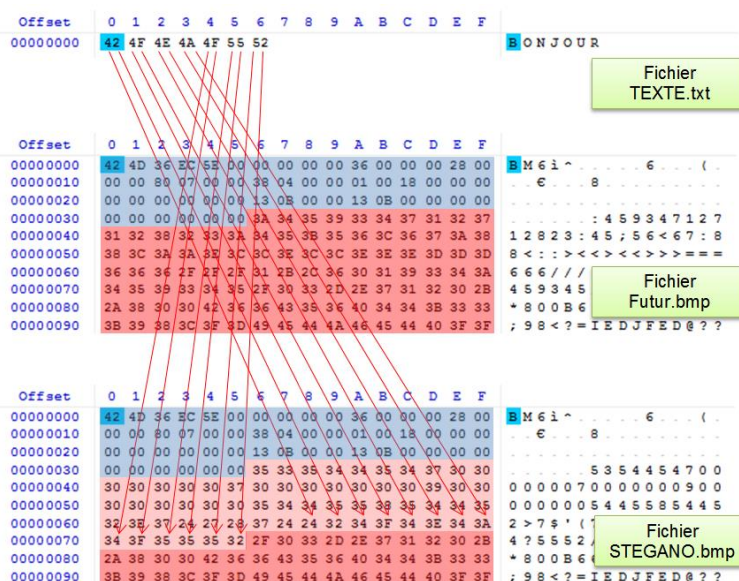 Offset 0 1 2 3 4 5 6 7 8 9 A B C D E F
00000000 42 4F 4E 4A 4F 55 52 BONJOUR
Fichier
TEXTE.txt
Offset 0 1 2 3 4 5 6 7 8 9 A B C D E F
00000000 42 4D 36 EC 5E 00 00 00 00 00 36 00 00 00 28 00 BM6ì^.....6...(.
00000010 00 00 80 07 00 00 38 04 00 00 01 00 18 00 00 00 ..€...8.........
00000020 00 00 00 00 00 00 13 0B 00 00 13 0B 00 00 00 00 ................
00000030 00 00 00 00 00 00 3A 34 35 39 33 34 37 31 32 37 ......:459347127
00000040 31 32 38 32 33 3A 34 35 3B 35 36 3C 36 37 3A 38 12823:45;56<67:8
00000050 38 3C 3A 3A 3E 3C 3C 3E 3C 3C 3E 3E 3E 3D 3D 3D 8<::><<><<>>>===
00000060 36 36 36 2F 2F 2F 31 2B 2C 36 30 31 39 33 34 3A 666///
00000070 34 35 39 33 34 35 2F 30 33 2D 2E 37 31 32 30 2B 459345
00000080 2A 38 30 30 42 36 36 43 35 36 40 34 34 3B 33 33 *800B6
00000090 3B 39 38 3C 3F 3D 49 45 44 4A 46 45 44 40 3F 3F ;98<?=IEDJFED@??
Fichier
Futur.bmp
Offset 0 1 2 3 4 5 6 7 8 9 A B C D E F
00000000 42 4D 36 EC 5E 00 00 00 00 00 36 00 00 00 28 00 BM6ì^.....6...(.
00000010 00 00 80 07 00 00 38 04 00 00 01 00 18 00 00 00 ..€...8.........
00000020 00 00 00 00 00 00 13 0B 00 00 13 0B 00 00 00 00 ................
00000030 00 00 00 00 00 00 35 33 35 34 34 35 34 37 30 30 ......5354454700
00000040 30 30 30 30 30 37 30 30 30 30 30 30 30 39 30 30 0000070000000900
00000050 30 30 30 30 30 30 35 34 34 35 35 38 35 34 34 35 0000005445585445
00000060 32 3E 37 24 27 28 37 24 24 32 34 3F 34 3E 34 3A 2>7$'(
00000070 34 3F 35 35 35 32 2F 30 33 2D 2E 37 31 32 30 2B 4?5552
00000080 2A 38 30 30 42 36 36 43 35 36 40 34 34 3B 33 33 *800B6
00000090 3B 39 38 3C 3F 3D 49 45 44 4A 46 45 44 40 3F 3F ;98<?=IEDJFED@??
Fichier
STEGANO.bmp